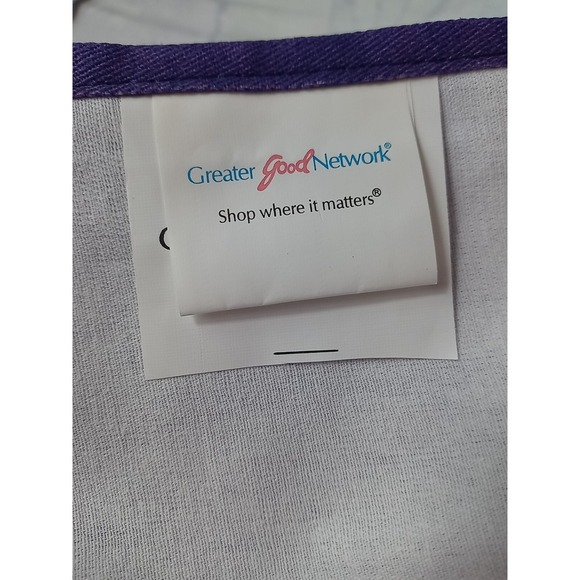 Greater good Network®
Shop where it matters®